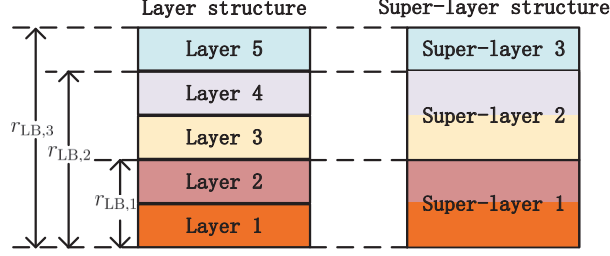 Layer structure
Super-layer structure
Layer 5
Super-layer 3
Layer 4
Super-layer 2
Layer 3
r_LB,3
r_LB,2
Layer 2
r_LB,1
Super-layer 1
Layer 1